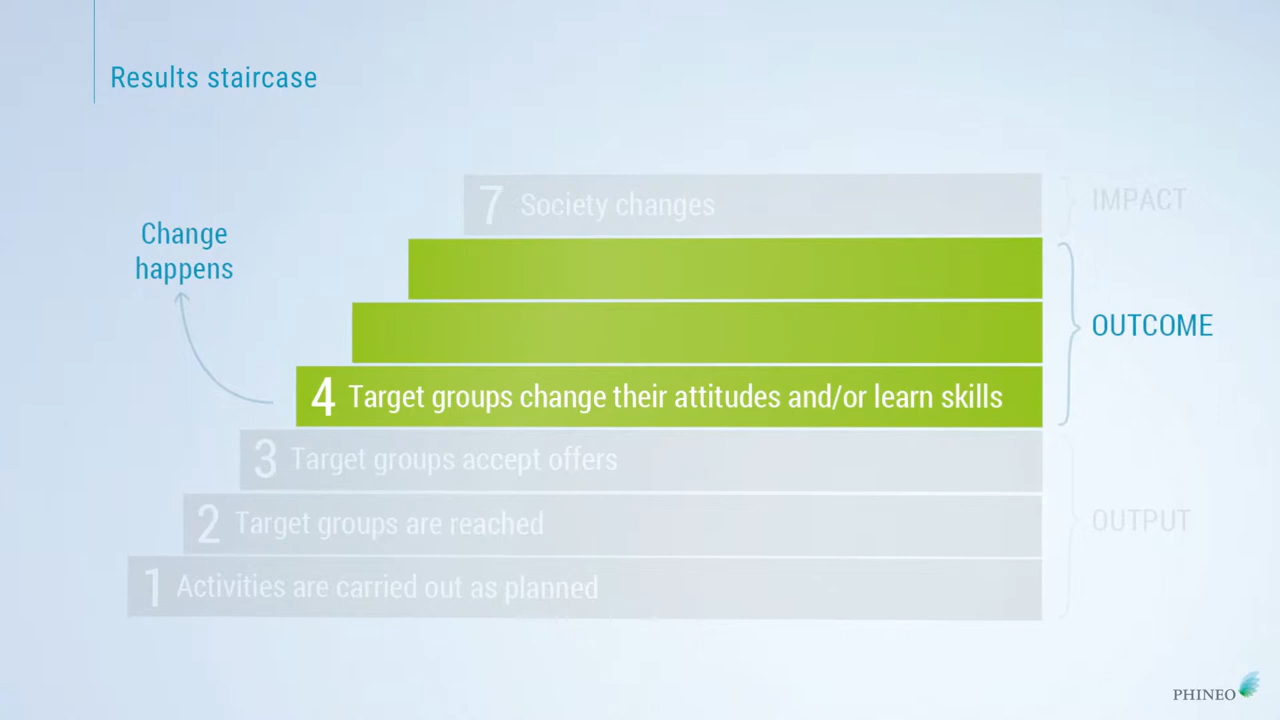 Results staircase
7 Society changes
IMPACT
Change
happens
OUTCOME
4 Target groups change their attitudes and/or learn skills
3 Target groups accept offers
2 Target groups are reached
OUTPUT
1 Activities are carried out as planned
PHINEO